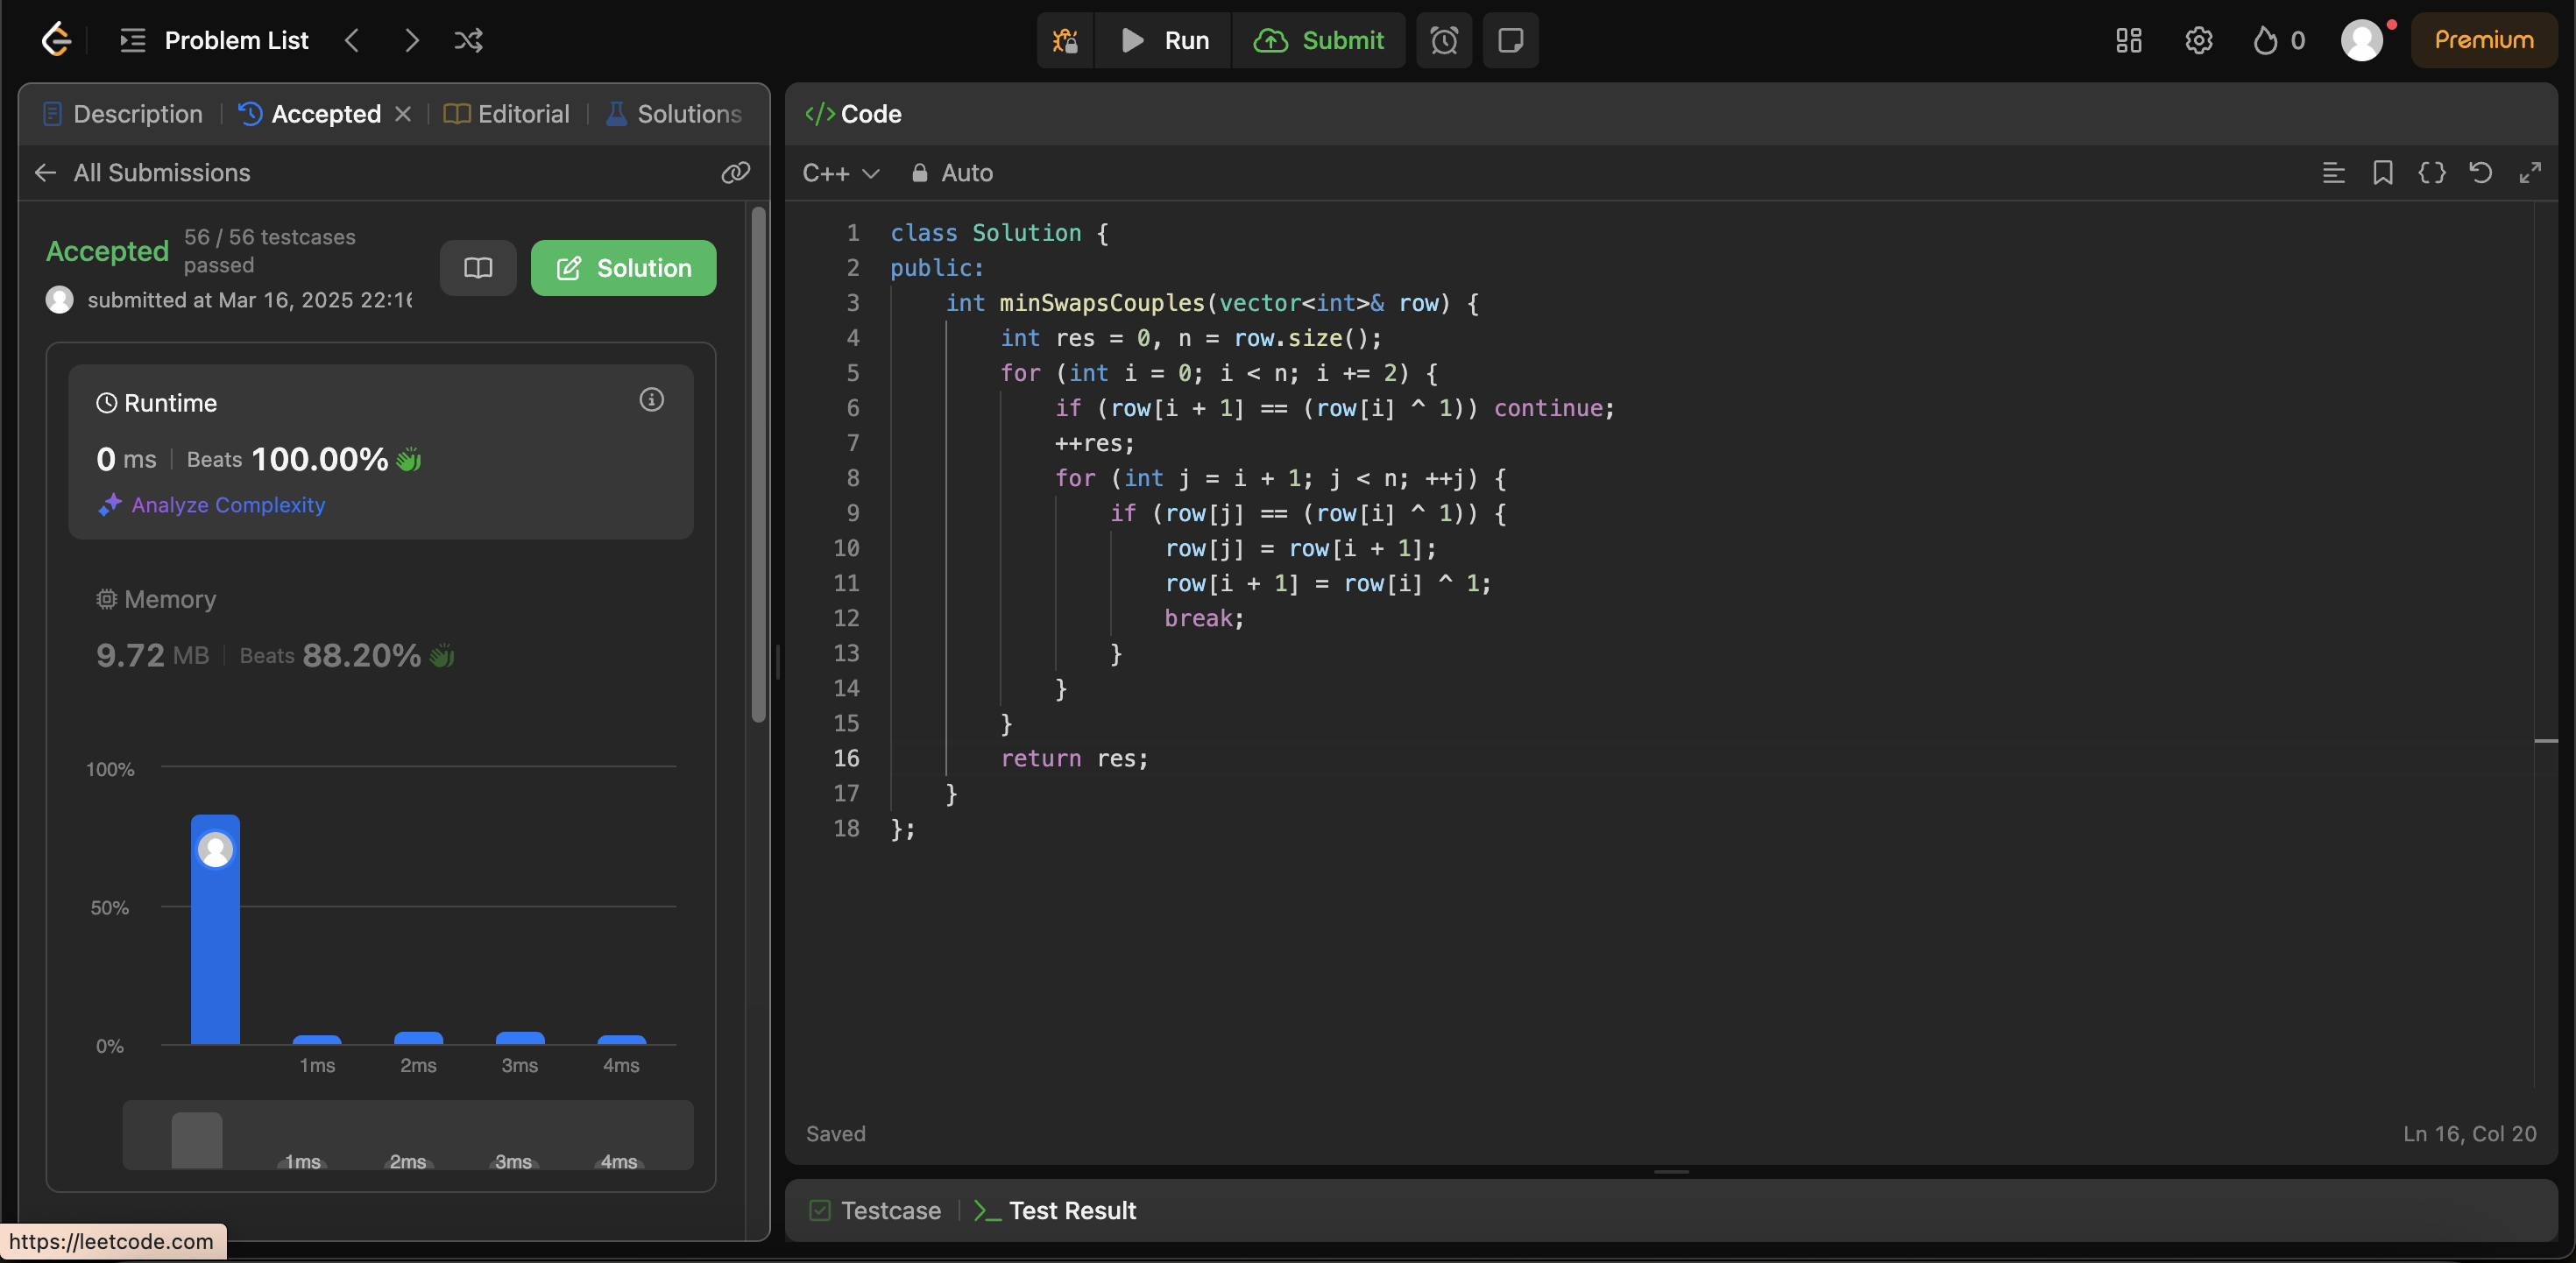 Problem List
Run
Submit
0
Premium
Description
Accepted
Editorial
Solutions
All Submissions
Accepted
56 / 56 testcases
passed
submitted at Mar 16, 2025 22:16
Solution
Runtime
0 ms | Beats 100.00%
Analyze Complexity
Memory
9.72 MB | Beats 88.20%
100%
50%
0%
1ms 2ms 3ms 4ms
1ms 2ms 3ms 4ms
https://leetcode.com
</> Code
C++ Auto
1 class Solution {
2 public:
3     int minSwapsCouples(vector<int>& row) {
4         int res = 0, n = row.size();
5         for (int i = 0; i < n; i += 2) {
6             if (row[i + 1] == (row[i] ^ 1)) continue;
7             ++res;
8             for (int j = i + 1; j < n; ++j) {
9                 if (row[j] == (row[i] ^ 1)) {
10                     row[j] = row[i + 1];
11                     row[i + 1] = row[i] ^ 1;
12                     break;
13                 }
14             }
15         }
16         return res;
17     }
18 };
Saved
Ln 16, Col 20
Testcase
Test Result